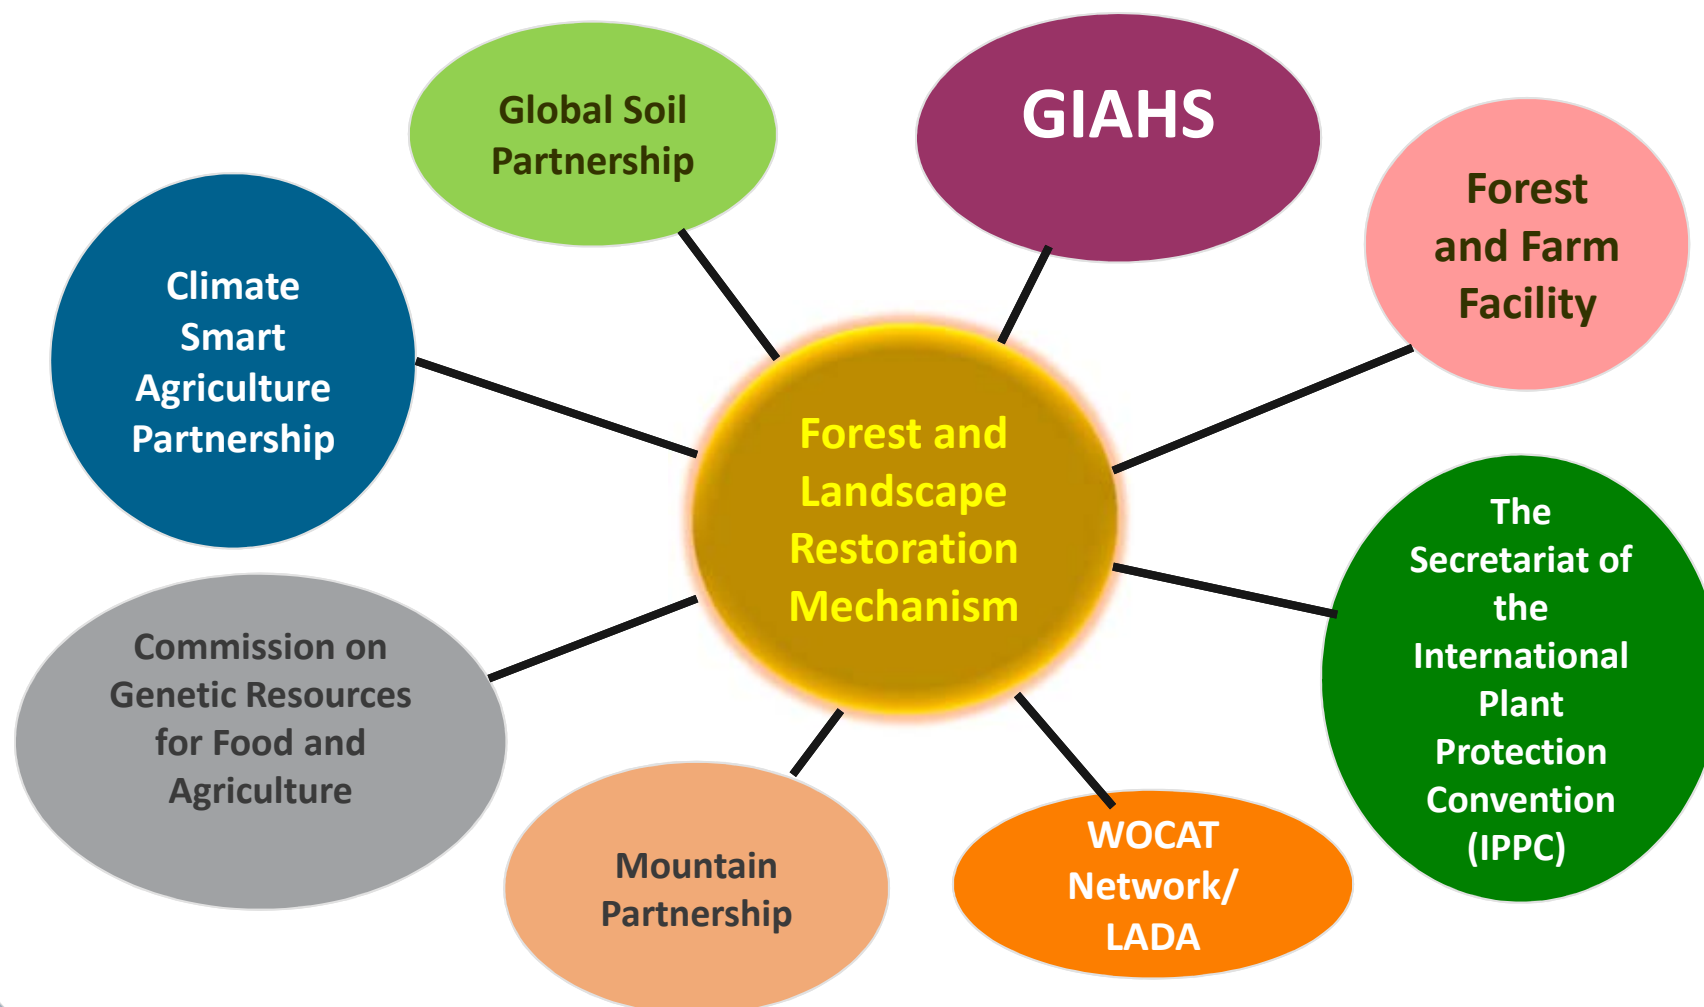 Global Soil
Partnership
GIAHS
Forest
and Farm
Facility
Climate
Smart
Agriculture
Partnership
Forest and
Landscape
Restoration
Mechanism
The
Secretariat of
the
International
Plant
Protection
Convention
(IPPC)
Commission on
Genetic Resources
for Food and
Agriculture
Mountain
Partnership
WOCAT
Network/
LADA